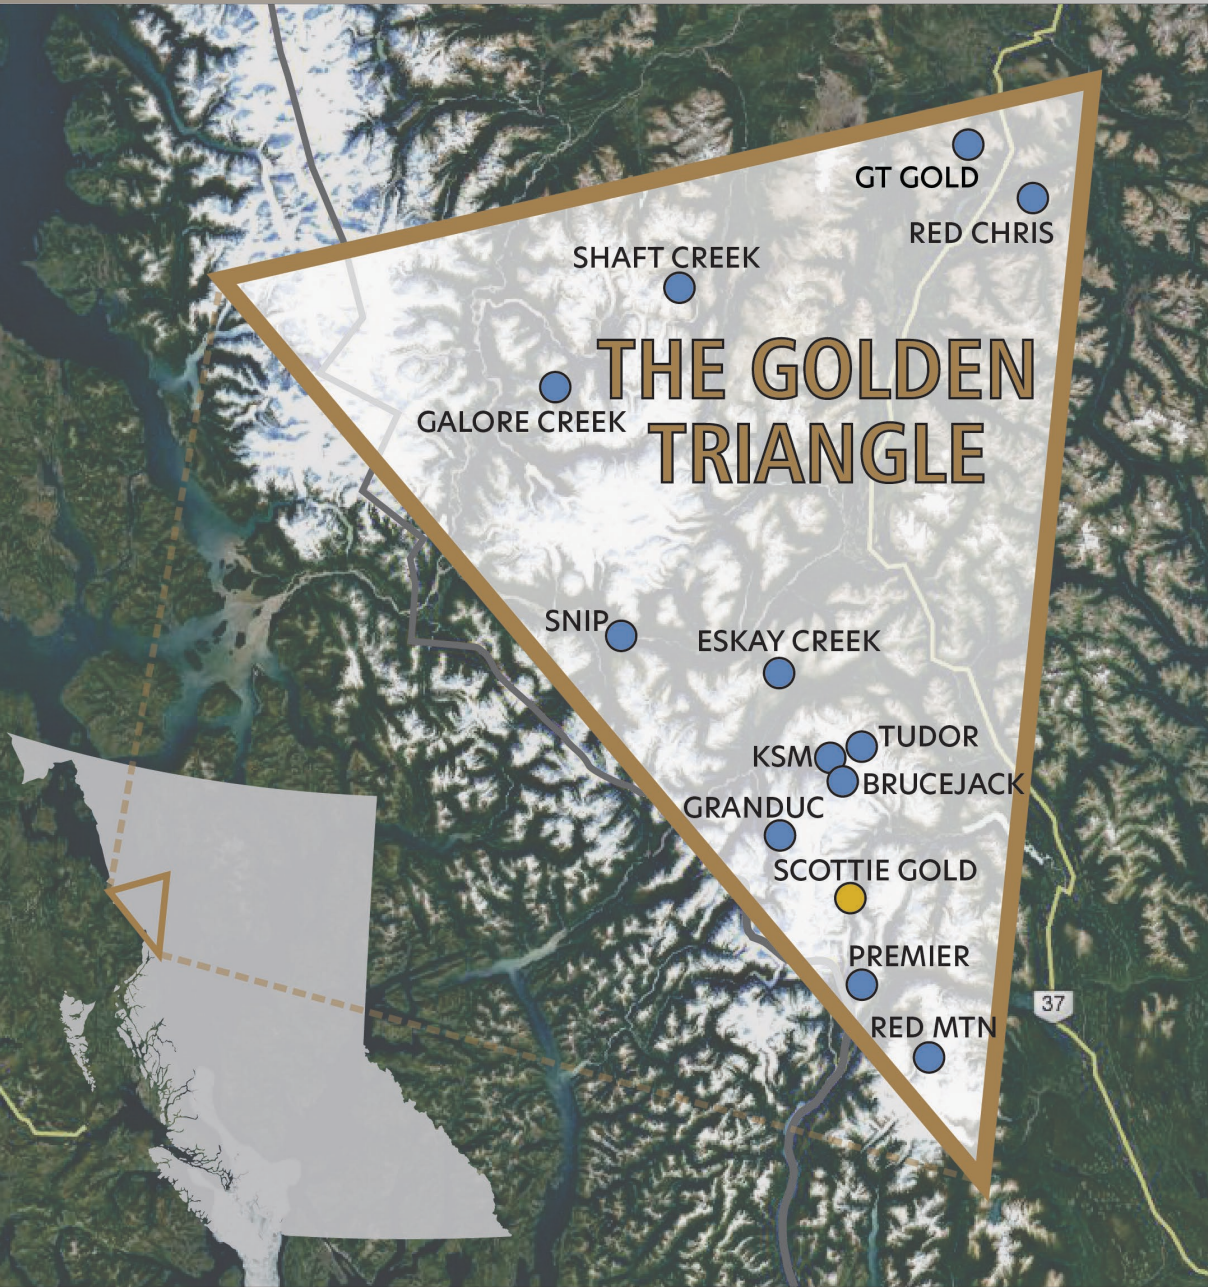 GT GOLD
RED CHRIS
SHAFT CREEK
THE GOLDEN
TRIANGLE
GALORE CREEK
SNIP
ESKAY CREEK
TUDOR
KSM
BRUCEJACK
GRANDUC
SCOTTIE GOLD
PREMIER
37
RED MTN